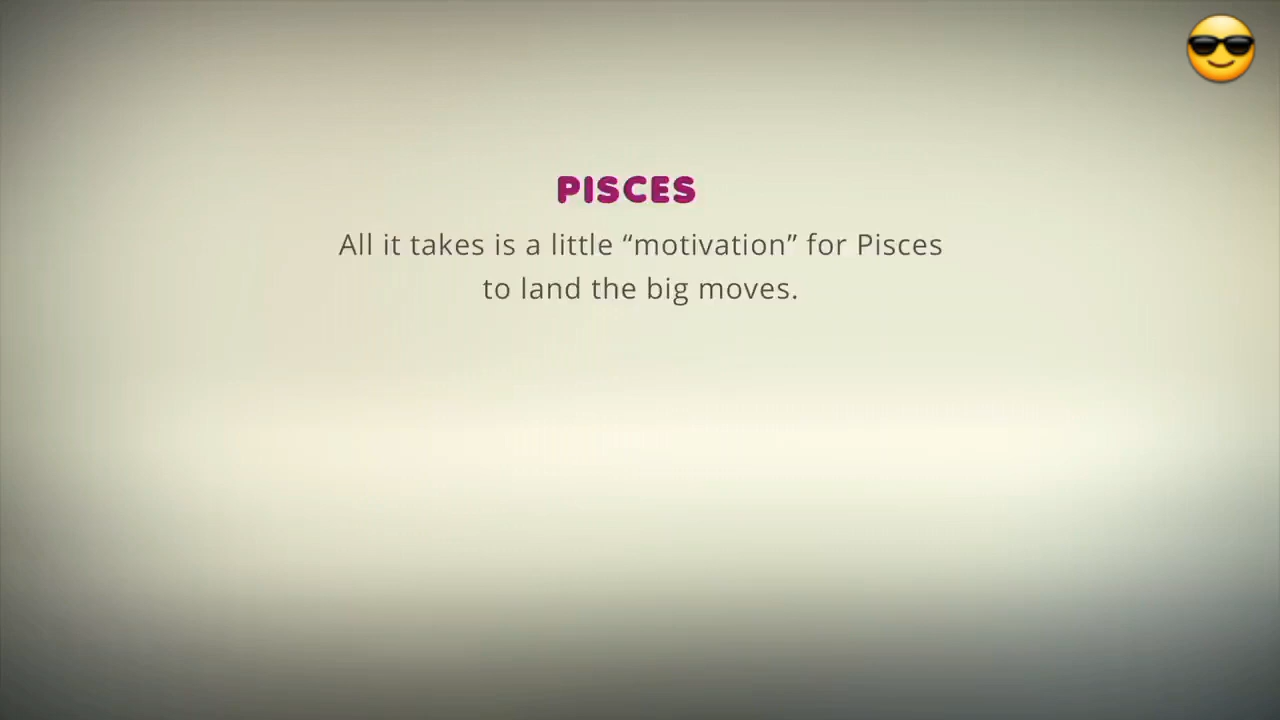 PISCES
All it takes is a little “motivation” for Pisces
to land the big moves.